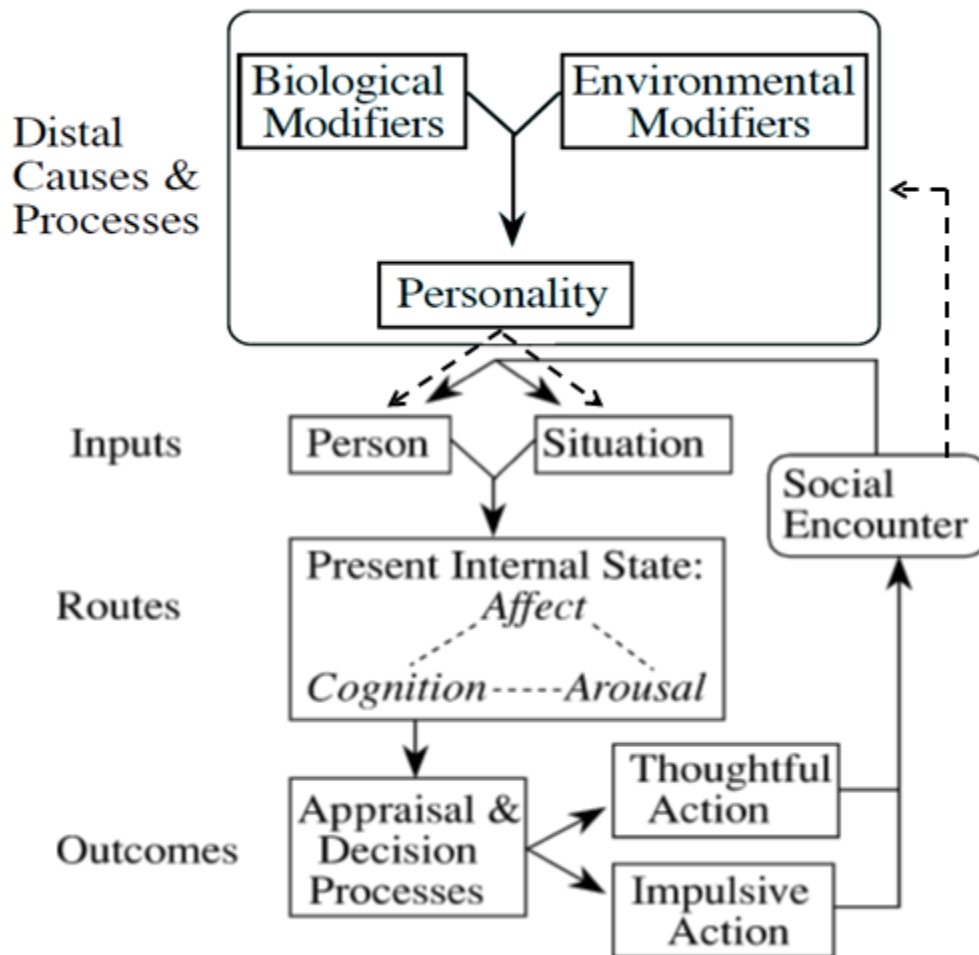 Biological
Modifiers
Environmental
Modifiers
Distal
Causes &
Processes
Personality
Inputs
Person
Situation
Social
Encounter
Routes
Present Internal State:
Affect
Cognition
Arousal
Outcomes
Appraisal &
Decision
Processes
Thoughtful
Action
Impulsive
Action